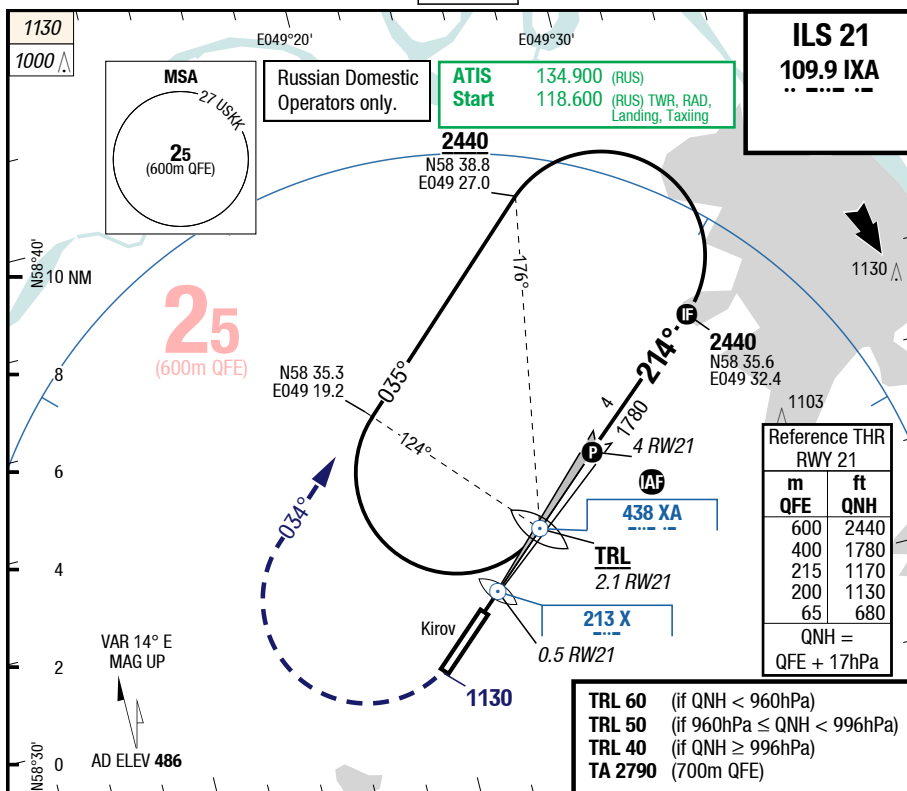 1130
1000
E049°20'
E049°30'
ILS 21
109.9 IXA
MSA
27 USKK
25
(600m QFE)
Russian Domestic
Operators only.
ATIS 134.900 (RUS)
Start 118.600 (RUS) TWR, RAD,
Landing, Taxiing
2440
N58 38.8
E049 27.0
N58°40'
10 NM
176°
1130
25
(600m QFE)
IF
2440
N58 35.6
E049 32.4
214°
N58 35.3
E049 19.2
035°
8
4
1780
1103
124°
P
4 RW21
6
IAF
438 XA
034°
TRL
2.1 RW21
4
213 X
Kirov
0.5 RW21
Reference THR
RWY 21
m ft
QFE QNH
600 2440
400 1780
215 1170
200 1130
65 680
QNH =
QFE + 17hPa
VAR 14° E
MAG UP
2
1130
AD ELEV 486
N58°30'
0
TRL 60 (if QNH < 960hPa)
TRL 50 (if 960hPa ≤ QNH < 996hPa)
TRL 40 (if QNH ≥ 996hPa)
TA 2790 (700m QFE)